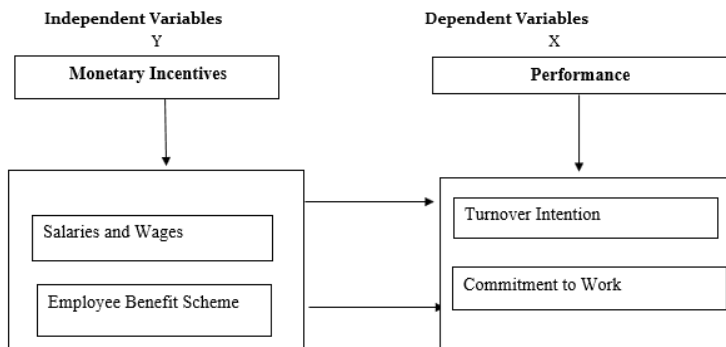 Independent Variables
Y
Monetary Incentives
Salaries and Wages
Employee Benefit Scheme
Dependent Variables
X
Performance
Turnover Intention
Commitment to Work